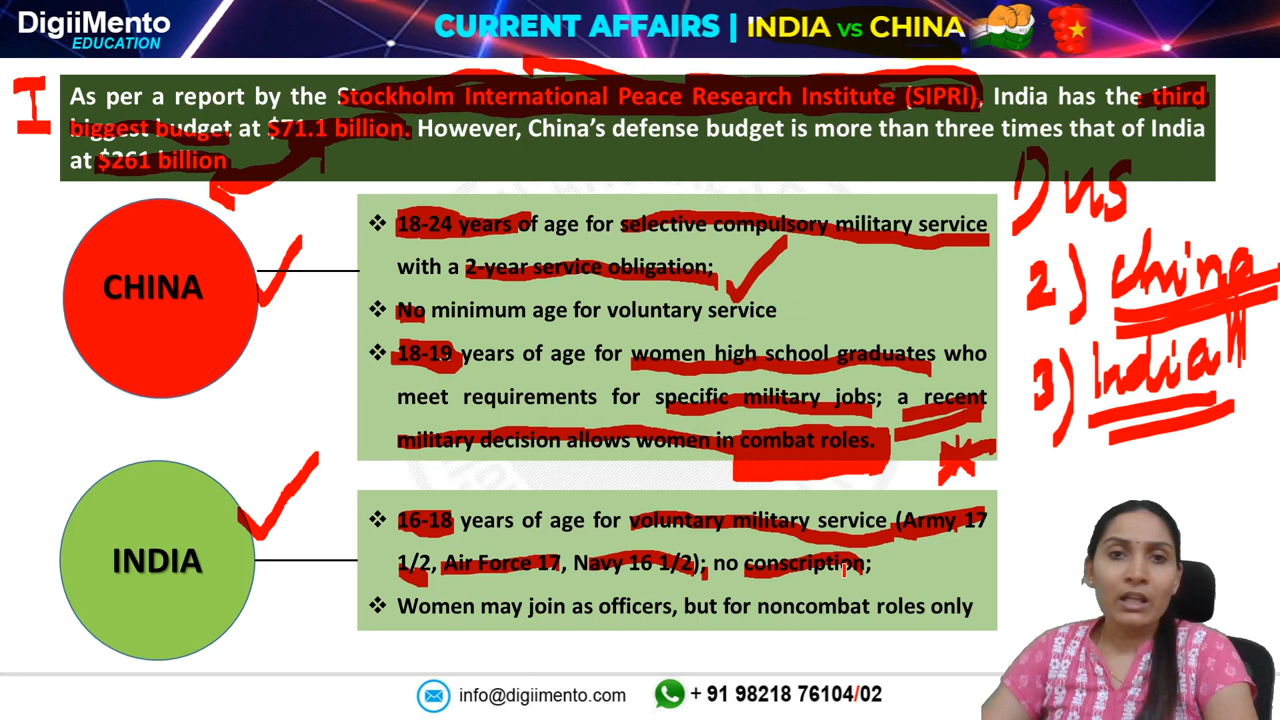 DigiiMento
EDUCATION
CURRENT AFFAIRS | INDIA vs CHINA
As per a report by the Stockholm International Peace Research Institute (SIPRI), India has the third
biggest budget at $71.1 billion. However, China's defense budget is more than three times that of India
at $261 billion
1) US
2) China
3) India
CHINA
❖ 18-24 years of age for selective compulsory military service
with a 2-year service obligation;
❖ No minimum age for voluntary service
❖ 18-19 years of age for women high school graduates who
meet requirements for specific military jobs; a recent
military decision allows women in combat roles.
INDIA
❖ 16-18 years of age for voluntary military service (Army 17
1/2, Air Force 17, Navy 16 1/2); no conscription;
❖ Women may join as officers, but for noncombat roles only
info@digiimento.com
+ 91 98218 76104/02